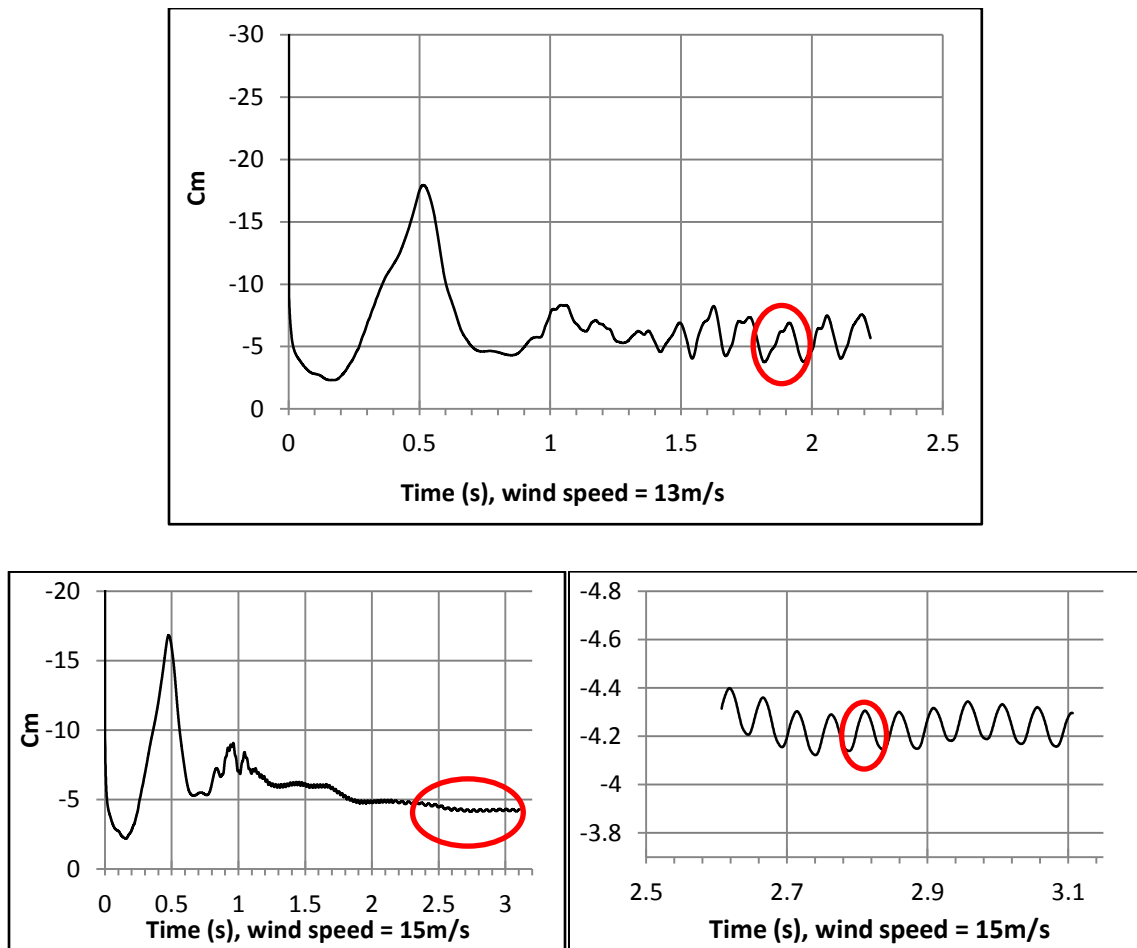 -30
-25
-20
-15
-10
-5
0
Cm
0 0.5 1 1.5 2 2.5
Time (s), wind speed = 13m/s
-20
-15
-10
-5
0
Cm
0 0.5 1 1.5 2 2.5 3
Time (s), wind speed = 15m/s
-4.8
-4.6
-4.4
-4.2
-4
-3.8
2.5 2.7 2.9 3.1
Time (s), wind speed = 15m/s